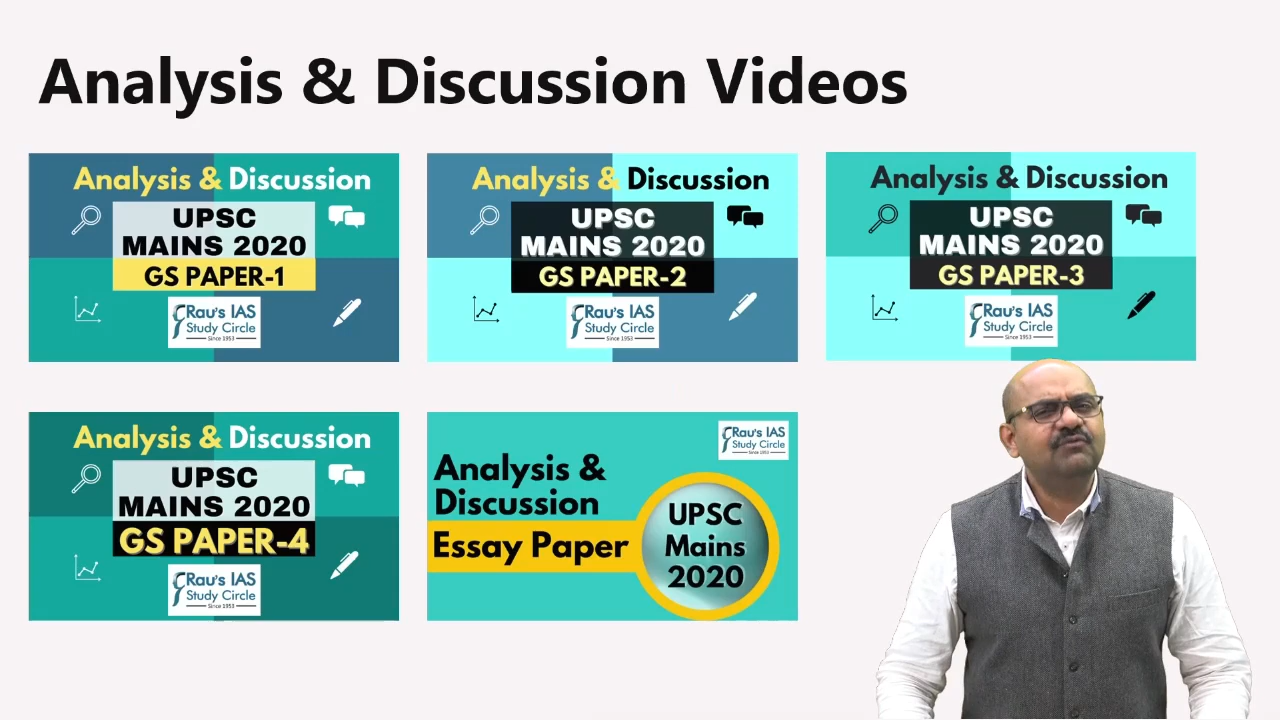 Analysis & Discussion Videos
Analysis & Discussion
UPSC
MAINS 2020
GS PAPER-1
Rau's IAS
Study Circle
Since 1953
Analysis & Discussion
UPSC
MAINS 2020
GS PAPER-2
Rau's IAS
Study Circle
Since 1953
Analysis & Discussion
UPSC
MAINS 2020
GS PAPER-3
Rau's IAS
Study Circle
Since 1953
Analysis & Discussion
UPSC
MAINS 2020
GS PAPER-4
Rau's IAS
Study Circle
Since 1953
Rau's IAS
Study Circle
Since 1953
Analysis &
Discussion
Essay Paper
UPSC
Mains
2020